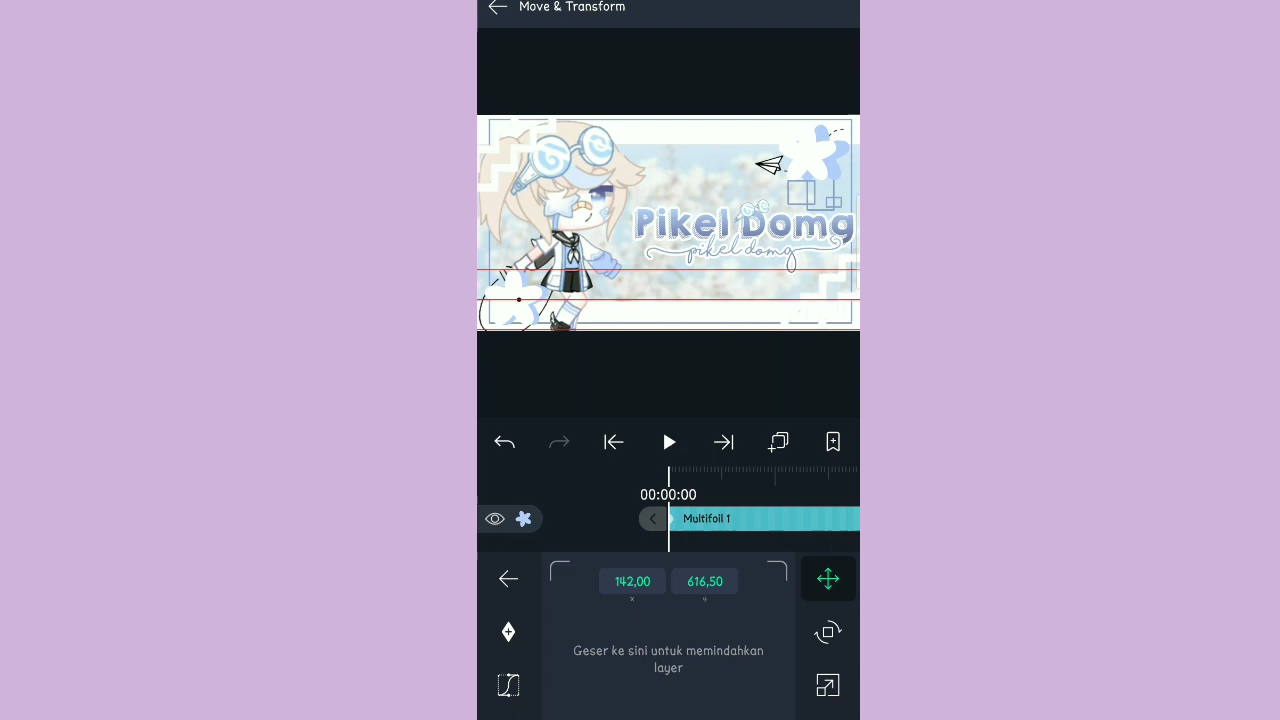 Move & Transform
Pikel Domg
pikel domg
00:00:00
Multifoil 1
142,00 616,50
x y
Geser ke sini untuk memindahkan
layer